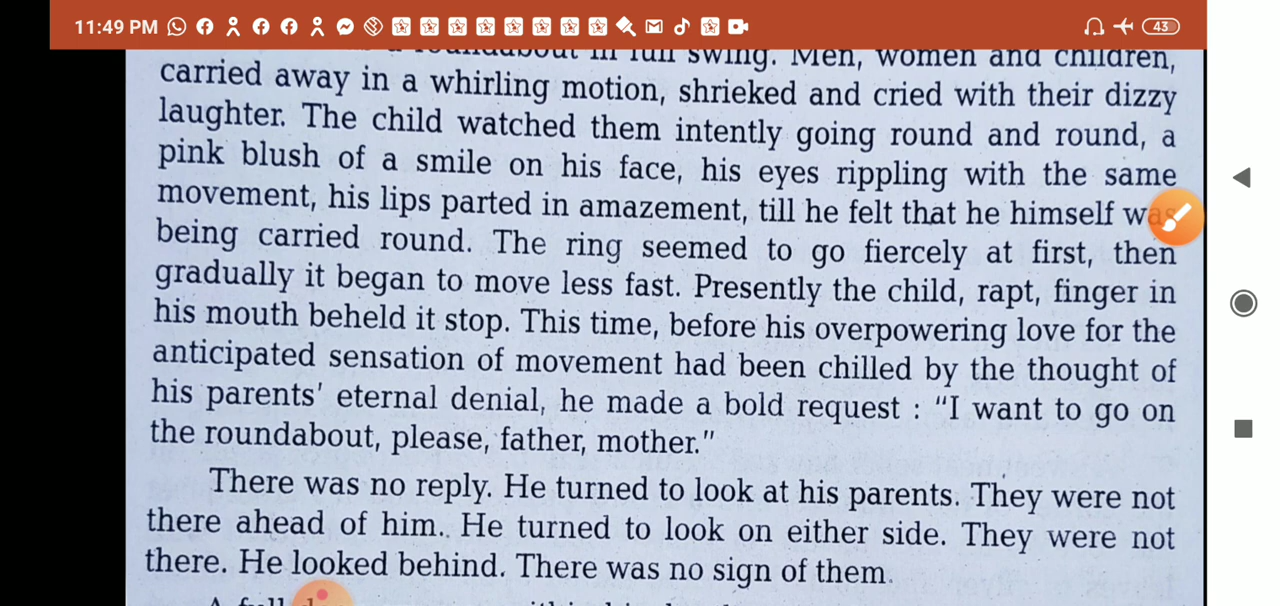 11:49 PM
43
roundabout in full swing. Men, women and children,
carried away in a whirling motion, shrieked and cried with their dizzy
laughter. The child watched them intently going round and round, a
pink blush of a smile on his face, his eyes rippling with the same
movement, his lips parted in amazement, till he felt that he himself was
being carried round. The ring seemed to go fiercely at first, then
gradually it began to move less fast. Presently the child, rapt, finger in
his mouth beheld it stop. This time, before his overpowering love for the
anticipated sensation of movement had been chilled by the thought of
his parents' eternal denial, he made a bold request : "I want to go on
the roundabout, please, father, mother."
There was no reply. He turned to look at his parents. They were not
there ahead of him. He turned to look on either side. They were not
there. He looked behind. There was no sign of them.